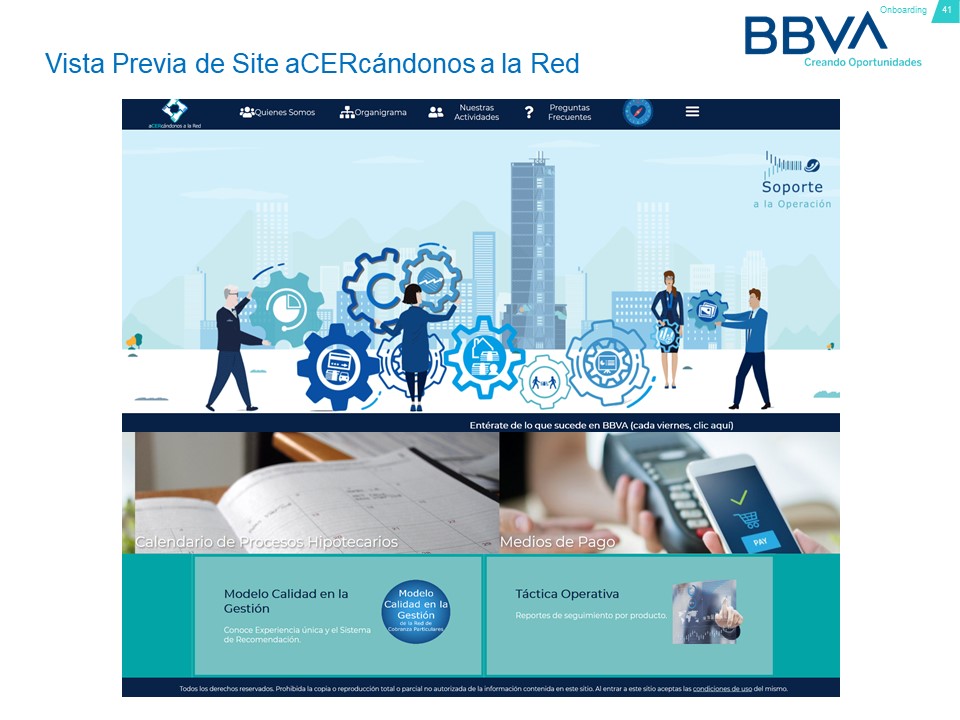 Onboarding 41
BBVA
Creando Oportunidades
Vista Previa de Site aCERcándonos a la Red
aCERcándonos a la Red
Quienes Somos
Organigrama
Nuestras
Actividades
Preguntas
Frecuentes
Soporte
a la Operación
Entérate de lo que sucede en BBVA (cada viernes, clic aquí)
Calendario de Procesos Hipotecarios
Medios de Pago
PAY
Modelo Calidad en la
Gestión
Conoce Experiencia única y el Sistema
de Recomendación.
Modelo
Calidad en la
Gestión
de la Red de
Cobranza Particulares
Táctica Operativa
Reportes de seguimiento por producto.
Todos los derechos reservados. Prohibida la copia o reproducción total o parcial no autorizada de la información contenida en este sitio. Al entrar a este sitio aceptas las condiciones de uso del mismo.